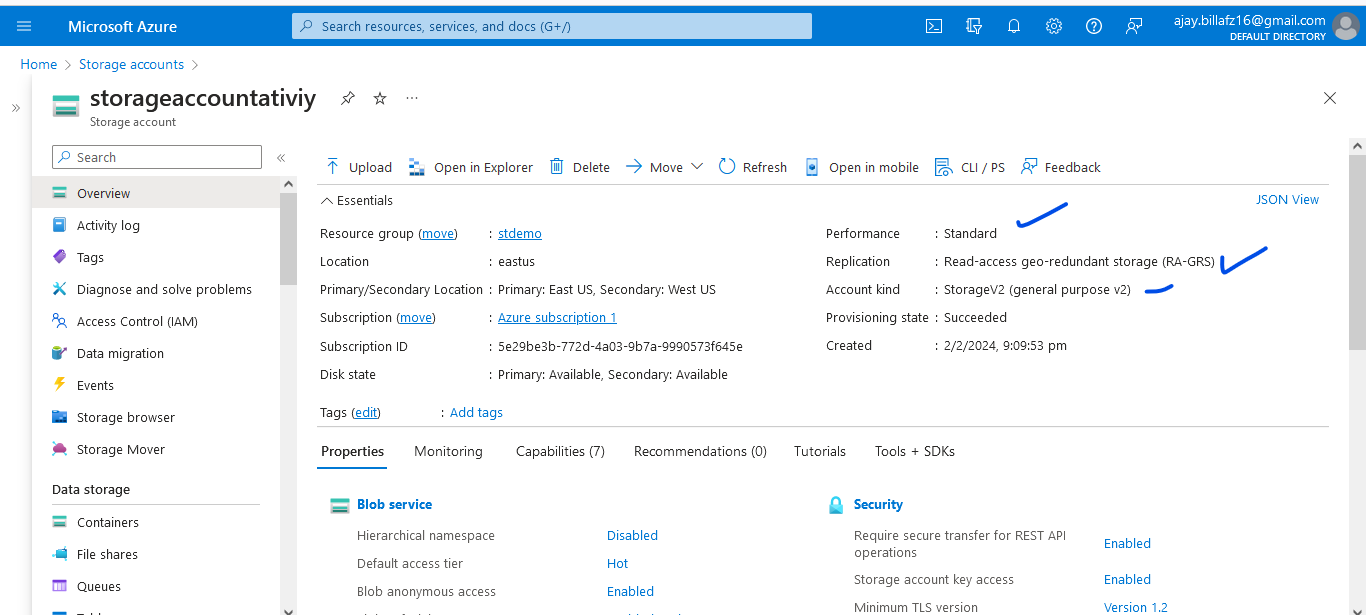 Microsoft Azure
Search resources, services, and docs (G+/)
ajay.billafz16@gmail.com
DEFAULT DIRECTORY
Home > Storage accounts >
storageaccountativiy
Storage account
Search
Overview
Activity log
Tags
Diagnose and solve problems
Access Control (IAM)
Data migration
Events
Storage browser
Storage Mover
Data storage
Containers
File shares
Queues
Upload Open in Explorer Delete Move Refresh Open in mobile CLI / PS Feedback
Essentials
JSON View
Resource group (move) : stdemo
Location : eastus
Primary/Secondary Location : Primary: East US, Secondary: West US
Subscription (move) : Azure subscription 1
Subscription ID : 5e29be3b-772d-4a03-9b7a-9990573f645e
Disk state : Primary: Available, Secondary: Available
Performance : Standard
Replication : Read-access geo-redundant storage (RA-GRS)
Account kind : StorageV2 (general purpose v2)
Provisioning state : Succeeded
Created : 2/2/2024, 9:09:53 pm
Tags (edit) : Add tags
Properties Monitoring Capabilities (7) Recommendations (0) Tutorials Tools + SDKs
Blob service
Hierarchical namespace Disabled
Default access tier Hot
Blob anonymous access Enabled
Security
Require secure transfer for REST API
operations Enabled
Storage account key access Enabled
Minimum TLS version Version 1.2